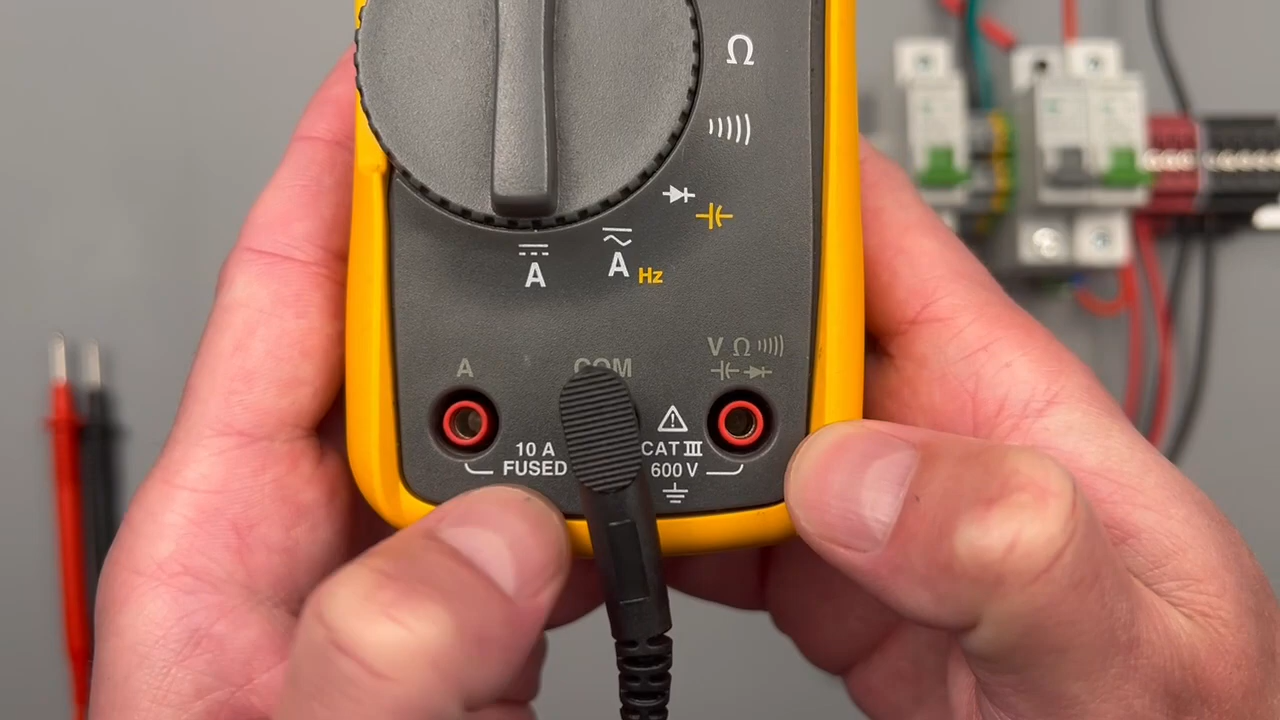 Ω
A
A Hz
A
COM
V Ω
10 A
FUSED
CAT III
600 V